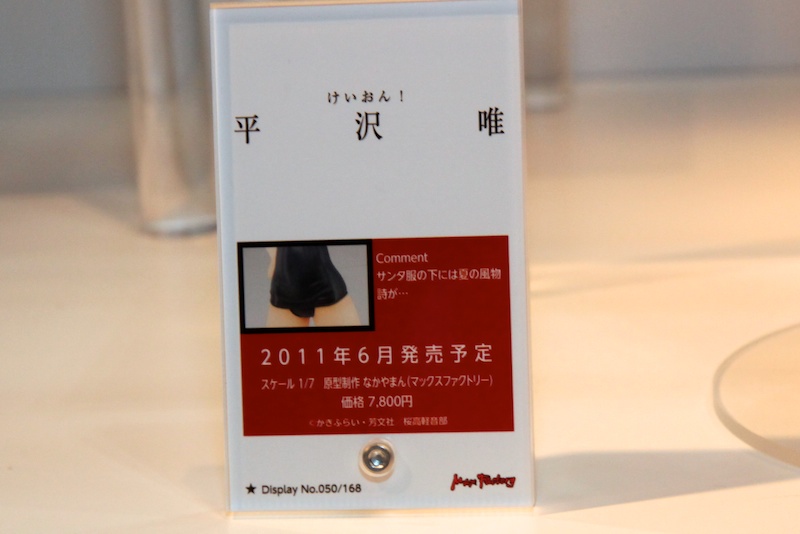 けいおん！
平沢唯
Comment
サンタ服の下には夏の風物
詩が…
2011年6月発売予定
スケール 1/7 原型制作 なかやまん(マックスファクトリー)
価格 7,800円
©かきふらい・芳文社 桜高軽音部
★ Display No.050/168
Max Factory